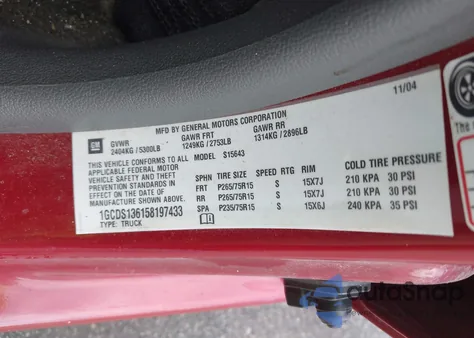 11/04
MFD BY GENERAL MOTORS CORPORATION
GM GVWR GAWR FRT GAWR RR
2404KG / 5300LB 1249KG / 2753LB 1314KG / 2896LB
THIS VEHICLE CONFORMS TO ALL MODEL S15643
APPLICABLE FEDERAL MOTOR
VEHICLE SAFETY AND THEFT
PREVENTION STANDARDS IN
EFFECT ON THE DATE OF
MANUFACTURE SHOWN ABOVE.
1GCDS136158197433
TYPE: TRUCK
SPHN TIRE SIZE SPEED RTG RIM COLD TIRE PRESSURE
FRT P265/75R15 S 15X7J 210 KPA 30 PSI
RR P265/75R15 S 15X7J 210 KPA 30 PSI
SPA P235/75R15 S 15X6J 240 KPA 35 PSI
The
autoSnap